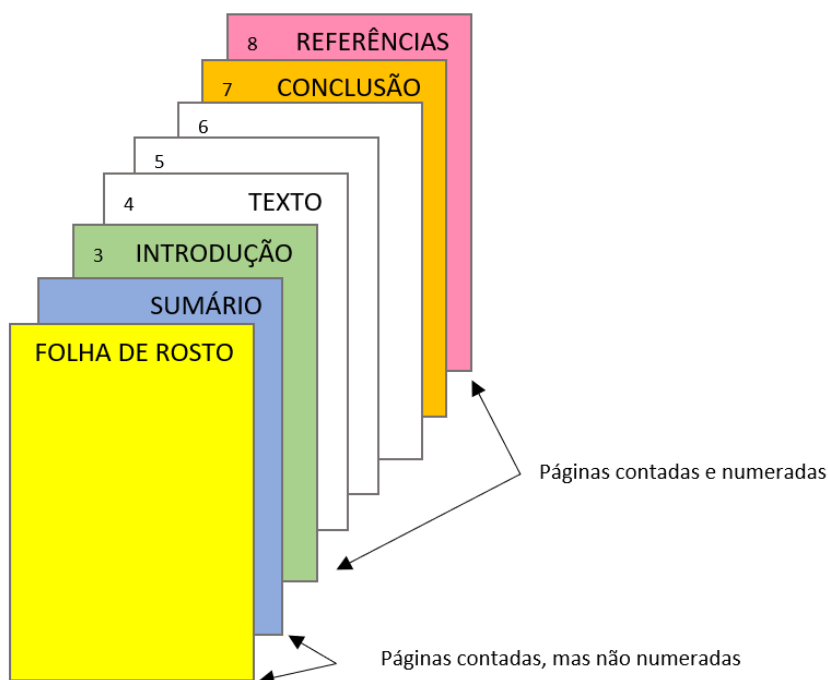 8 REFERÊNCIAS
7 CONCLUSÃO
6
5
4 TEXTO
3 INTRODUÇÃO
SUMÁRIO
FOLHA DE ROSTO
Páginas contadas e numeradas
Páginas contadas, mas não numeradas